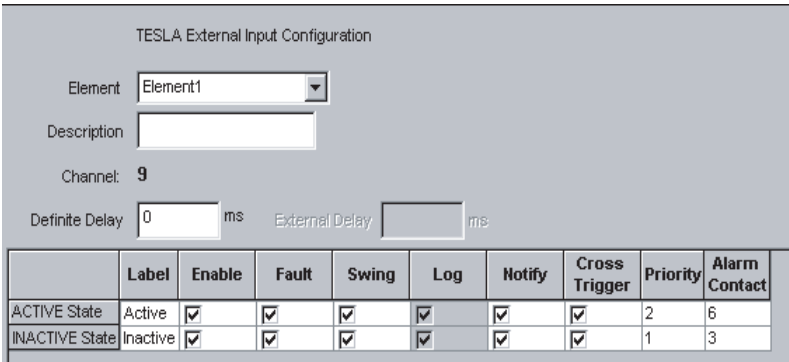 TESLA External Input Configuration
Element Element1
Description
Channel: 9
Definite Delay 0 ms External Delay ms
Label Enable Fault Swing Log Notify Cross Trigger Priority Alarm Contact
ACTIVE State Active 2 6
INACTIVE State Inactive 1 3